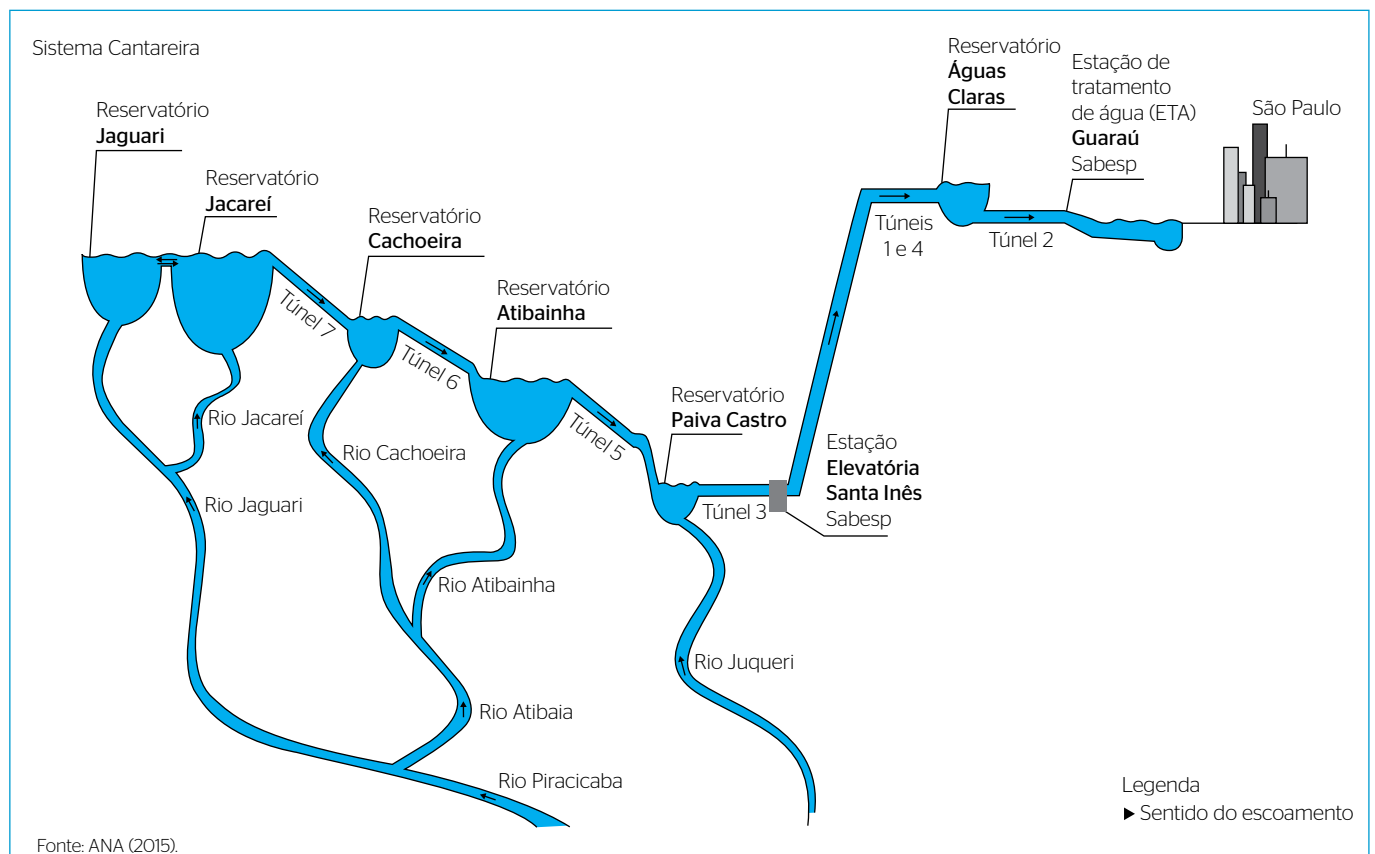 Sistema Cantareira
Reservatório
Jaguari
Reservatório
Jacareí
Reservatório
Cachoeira
Reservatório
Atibainha
Reservatório
Paiva Castro
Reservatório
Águas
Claras
Estação de
tratamento
de água (ETA)
Guaraú
Sabesp
São Paulo
Túnel 7
Túnel 6
Túnel 5
Túnel 3
Túneis
1 e 4
Túnel 2
Estação
Elevatória
Santa Inês
Sabesp
Rio Jacareí
Rio Cachoeira
Rio Jaguari
Rio Atibainha
Rio Juqueri
Rio Atibaia
Rio Piracicaba
Legenda
Sentido do escoamento
Fonte: ANA (2015).